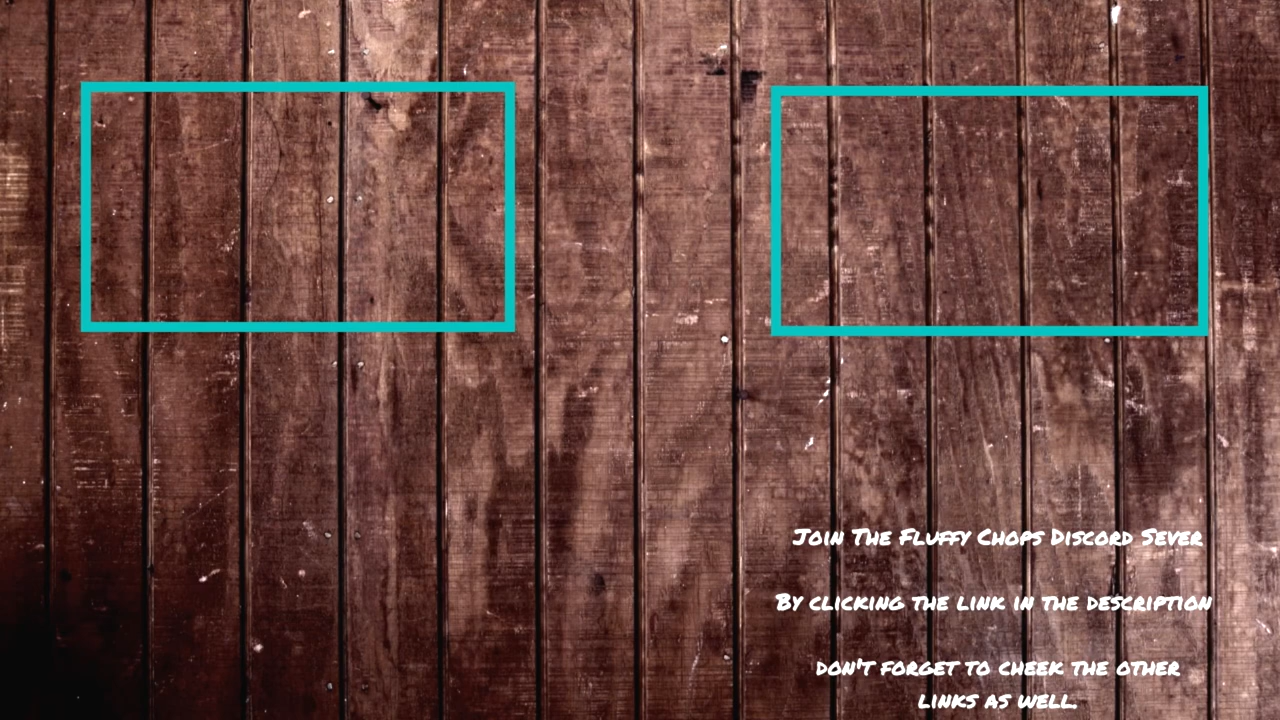 Join The Fluffy Chops Discord Sever
By clicking the link in the description
don't forget to cheek the other
links as well.